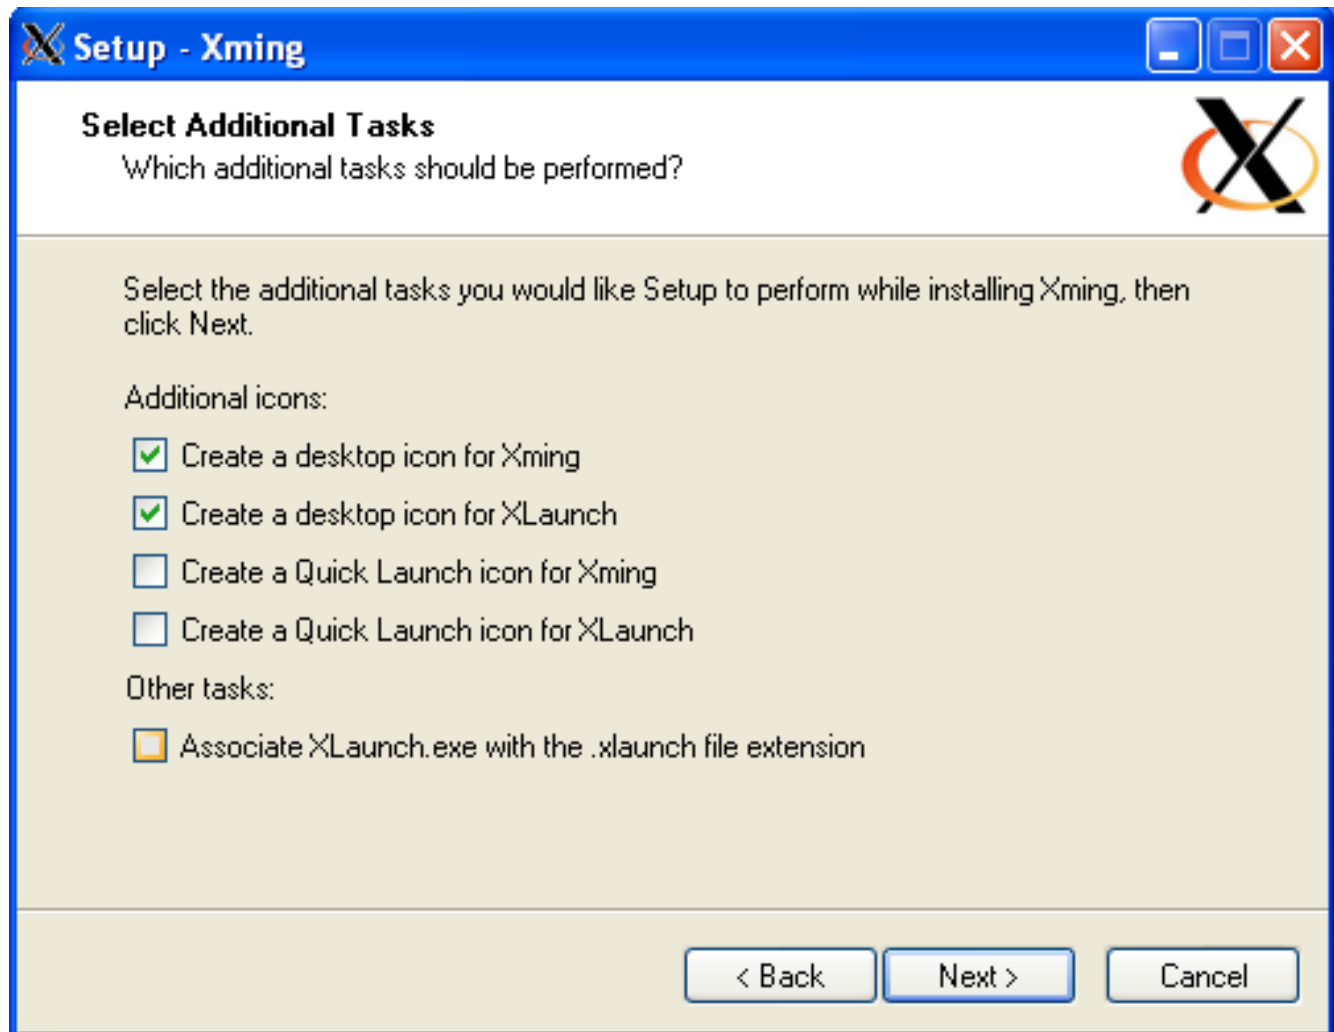 Setup - Xming
Select Additional Tasks
Which additional tasks should be performed?
Select the additional tasks you would like Setup to perform while installing Xming, then
click Next.
Additional icons:
Create a desktop icon for Xming
Create a desktop icon for XLaunch
Create a Quick Launch icon for Xming
Create a Quick Launch icon for XLaunch
Other tasks:
Associate XLaunch.exe with the .xlaunch file extension
< Back Next > Cancel